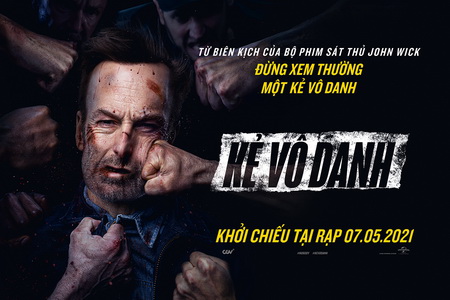 TỪ BIÊN KỊCH CỦA BỘ PHIM SÁT THỦ JOHN WICK
ĐỪNG XEM THƯỜNG
MỘT KẺ VÔ DANH
KẺ VÔ DANH
KHỞI CHIẾU TẠI RẠP 07.05.2021
CGV